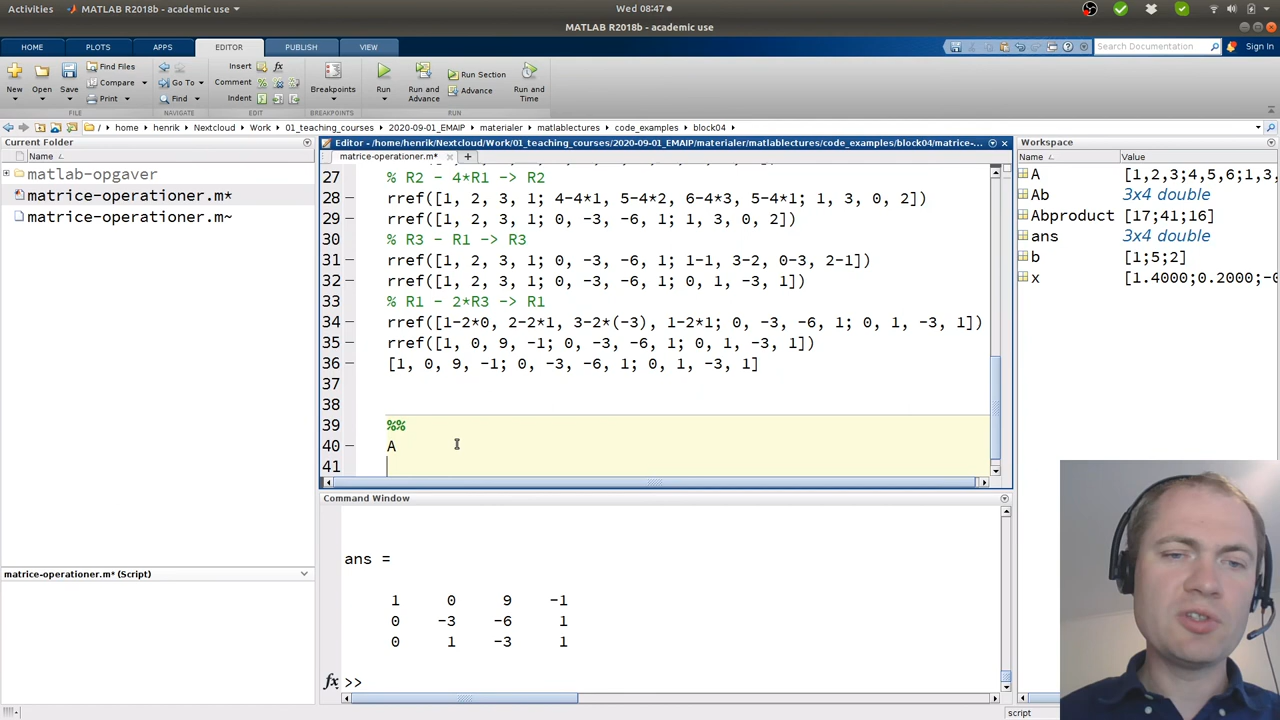 Activities MATLAB R2018b - academic use Wed 08:47
MATLAB R2018b - academic use
HOME PLOTS APPS EDITOR PUBLISH VIEW Search Documentation Sign In
New Open Save Find Files Compare Print Go To Find Insert fx Comment Indent Breakpoints Run Run and Advance Run Section Advance Run and Time
FILE NAVIGATE EDIT BREAKPOINTS RUN
/ home henrik Nextcloud Work 01_teaching_courses 2020-09-01_EMAIP materialer matlablectures code_examples block04
Current Folder
Name
matlab-opgaver
matrice-operationer.m*
matrice-operationer.m~
matrice-operationer.m* (Script)
Editor - /home/henrik/Nextcloud/Work/01_teaching_courses/2020-09-01_EMAIP/materialer/matlablectures/code_examples/block04/matrice-...
matrice-operationer.m* +
27 % R2 - 4*R1 -> R2
28 rref([1, 2, 3, 1; 4-4*1, 5-4*2, 6-4*3, 5-4*1; 1, 3, 0, 2])
29 rref([1, 2, 3, 1; 0, -3, -6, 1; 1, 3, 0, 2])
30 % R3 - R1 -> R3
31 rref([1, 2, 3, 1; 0, -3, -6, 1; 1-1, 3-2, 0-3, 2-1])
32 rref([1, 2, 3, 1; 0, -3, -6, 1; 0, 1, -3, 1])
33 % R1 - 2*R3 -> R1
34 rref([1-2*0, 2-2*1, 3-2*(-3), 1-2*1; 0, -3, -6, 1; 0, 1, -3, 1])
35 rref([1, 0, 9, -1; 0, -3, -6, 1; 0, 1, -3, 1])
36 [1, 0, 9, -1; 0, -3, -6, 1; 0, 1, -3, 1]
37
38
39 %%
40 A
41
Command Window
ans =
1 0 9 -1
0 -3 -6 1
0 1 -3 1
fx >>
Workspace
Name Value
A [1,2,3;4,5,6;1,3,
Ab 3x4 double
Abproduct [17;41;16]
ans 3x4 double
b [1;5;2]
x [1.4000;0.2000;-0
script